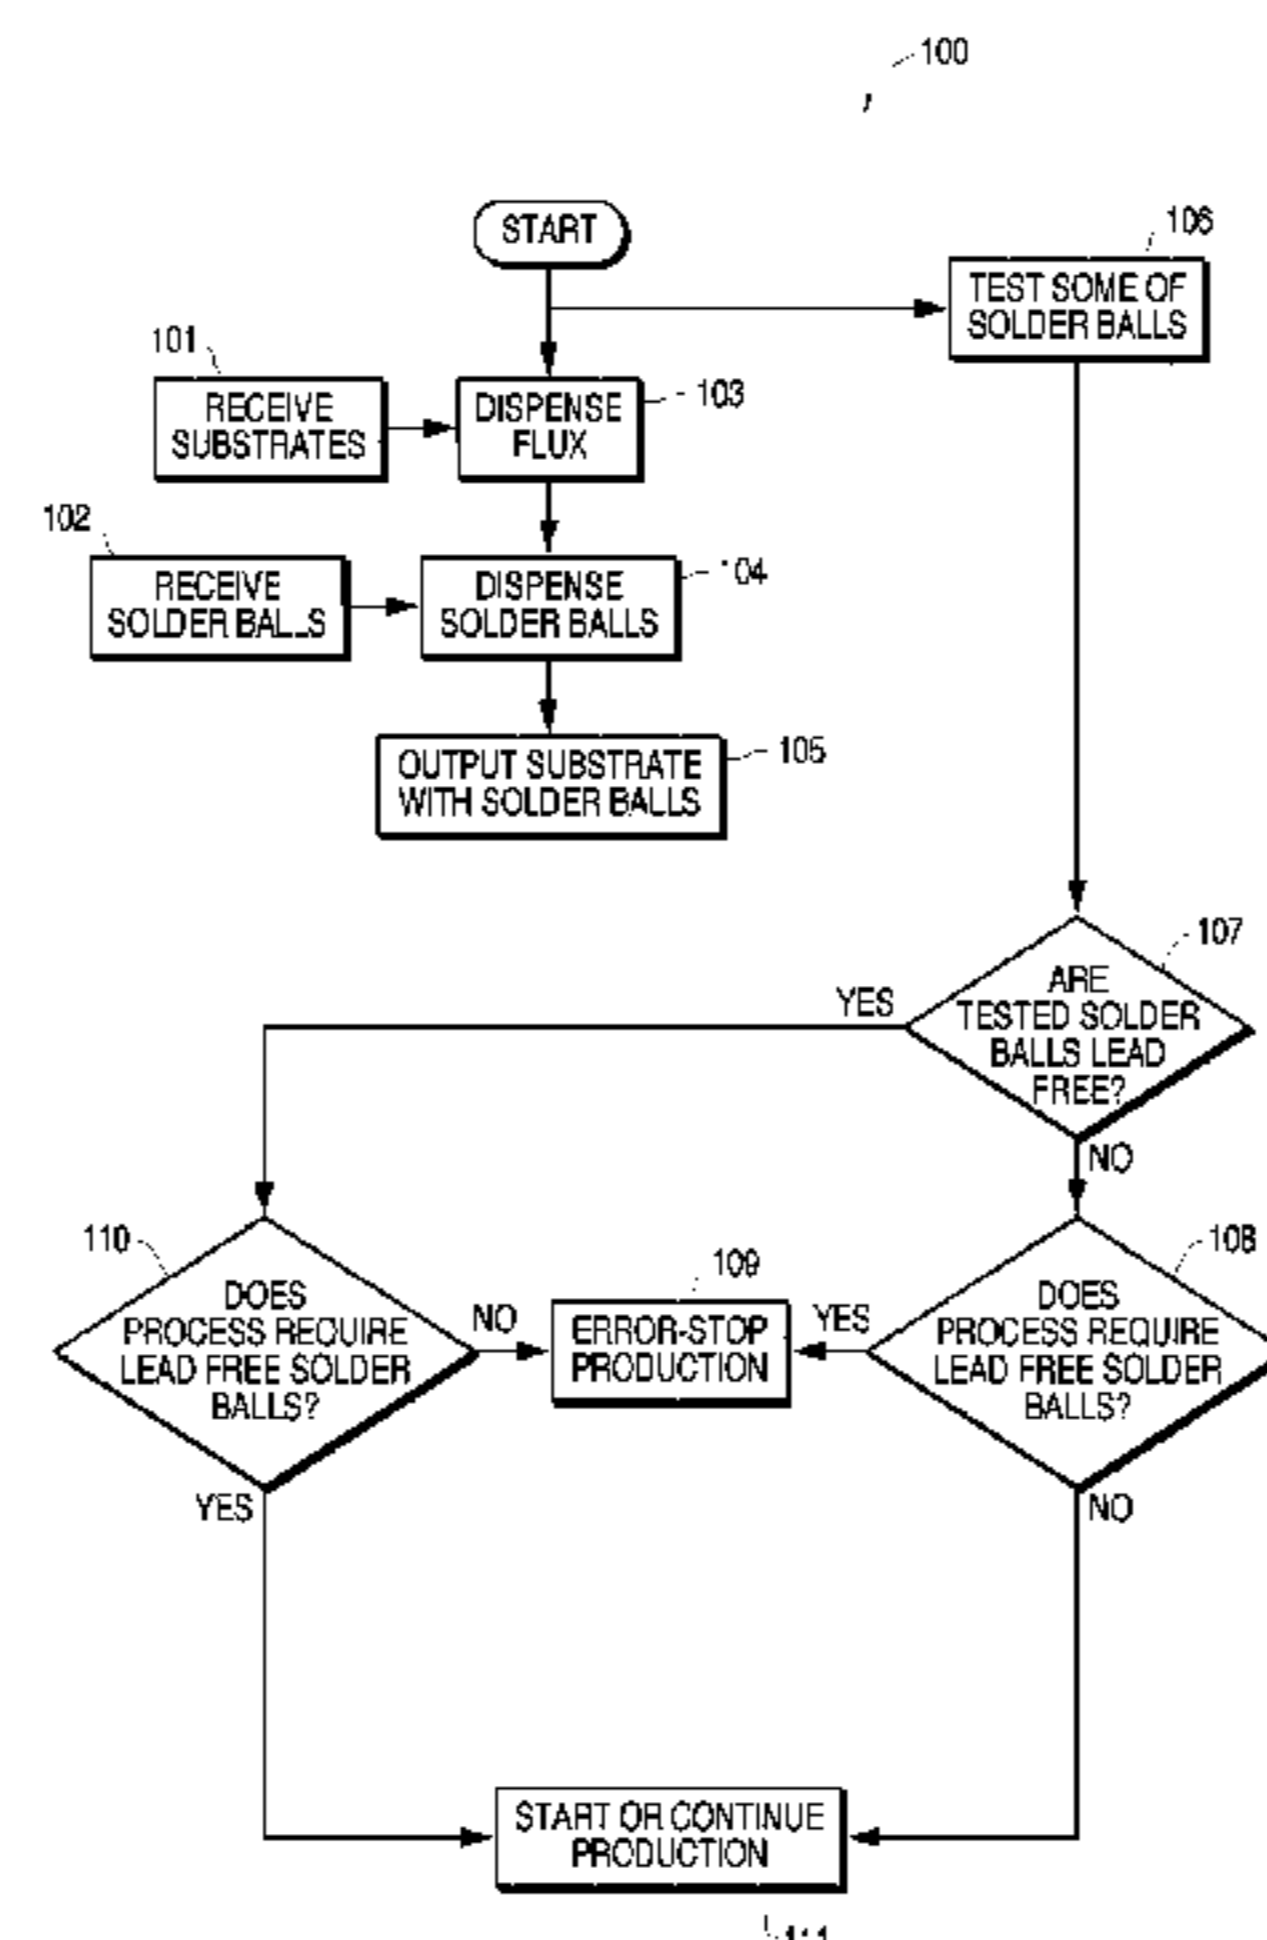 100
START
106
TEST SOME OF
SOLDER BALLS
101
RECEIVE
SUBSTRATES
DISPENSE
FLUX
103
102
RECEIVE
SOLDER BALLS
DISPENSE
SOLDER BALLS
104
OUTPUT SUBSTRATE
WITH SOLDER BALLS
105
107
ARE
TESTED SOLDER
BALLS LEAD
FREE?
YES
NO
110
DOES
PROCESS REQUIRE
LEAD FREE SOLDER
BALLS?
NO
YES
109
ERROR-STOP
PRODUCTION
YES
108
DOES
PROCESS REQUIRE
LEAD FREE SOLDER
BALLS?
NO
START OR CONTINUE
PRODUCTION